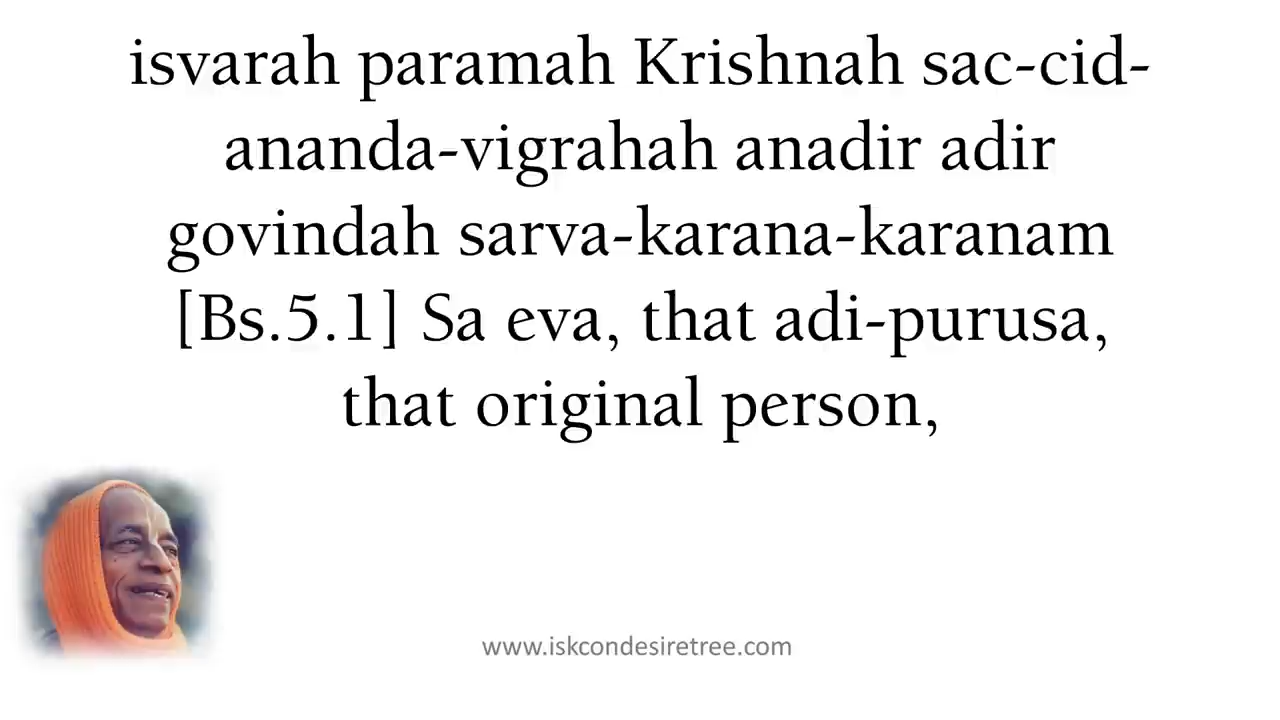 isvarah paramah Krishnah sac-cid-
ananda-vigrahah anadir adir
govindah sarva-karana-karanam
[Bs.5.1] Sa eva, that adi-purusa,
that original person,
www.iskcondesiretree.com